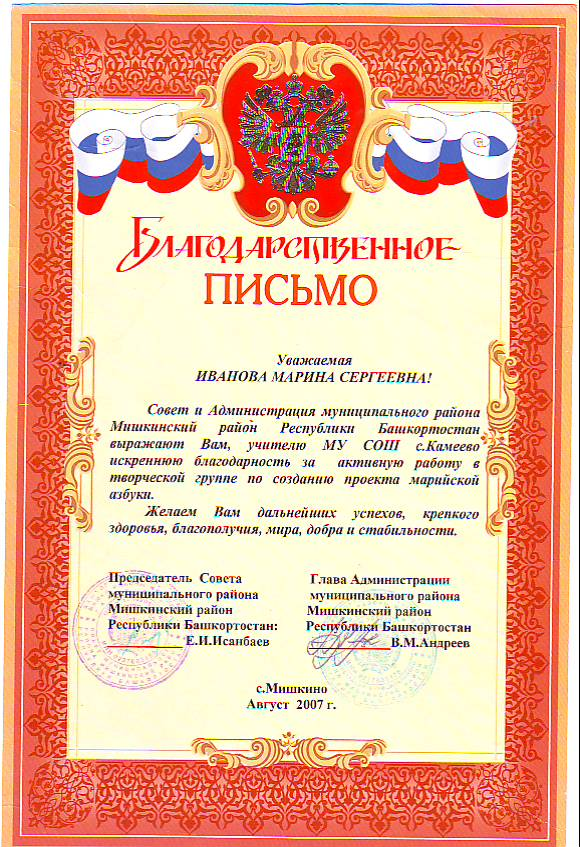 Благодарственное
ПИСЬМО
Уважаемая
ИВАНОВА МАРИНА СЕРГЕЕВНА!
Совет и Администрация муниципального района
Мишкинский район Республики Башкортостан
выражают Вам, учителю МУ СОШ с.Камеево
искреннюю благодарность за активную работу в
творческой группе по созданию проекта марийской
азбуки.
Желаем Вам дальнейших успехов, крепкого
здоровья, благополучия, мира, добра и стабильности.
Председатель Совета
муниципального района
Мишкинский район
Республики Башкортостан:
Е.И.Исанбаев
Глава Администрации
муниципального района
Мишкинский район
Республики Башкортостан
В.М.Андреев
с.Мишкино
Август 2007 г.